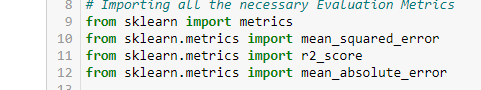 8 # Importing all the necessary Evaluation Metrics
9 from sklearn import metrics
10 from sklearn.metrics import mean_squared_error
11 from sklearn.metrics import r2_score
12 from sklearn.metrics import mean_absolute_error
13